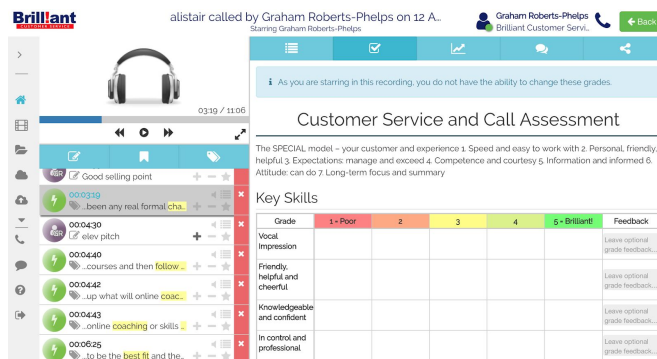 Brill!ant
CUSTOMER SERVICE
alistair called by Graham Roberts-Phelps on 12 A...
Starring Graham Roberts-Phelps
Graham Roberts-Phelps
Brilliant Customer Servi...
Back
03:19 / 11:06
Good selling point
00:03:19
...been any real formal cha...
00:04:30
elev pitch
00:04:40
...courses and then follow ...
00:04:42
...up what will online coac...
00:04:43
...online coaching or skills ...
00:06:25
...to be the best fit and the...
As you are starring in this recording, you do not have the ability to change these grades.
Customer Service and Call Assessment
The SPECIAL model – your customer and experience 1. Speed and easy to work with 2. Personal, friendly,
helpful 3. Expectations: manage and exceed 4. Competence and courtesy 5. Information and informed 6.
Attitude: can do 7. Long-term focus and summary
Key Skills
Grade 1 = Poor 2 3 4 5 = Brilliant! Feedback
Vocal
Impression
Leave optional
grade feedback...
Friendly,
helpful and
cheerful
Leave optional
grade feedback...
Knowledgeable
and confident
Leave optional
grade feedback...
In control and
professional
Leave optional
grade feedback...